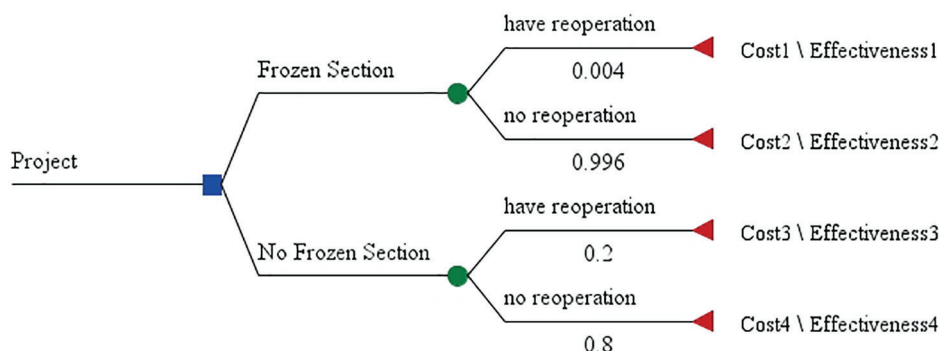 Project
Frozen Section
have reoperation
0.004
Cost1 \ Effectiveness1
no reoperation
0.996
Cost2 \ Effectiveness2
No Frozen Section
have reoperation
0.2
Cost3 \ Effectiveness3
no reoperation
0.8
Cost4 \ Effectiveness4